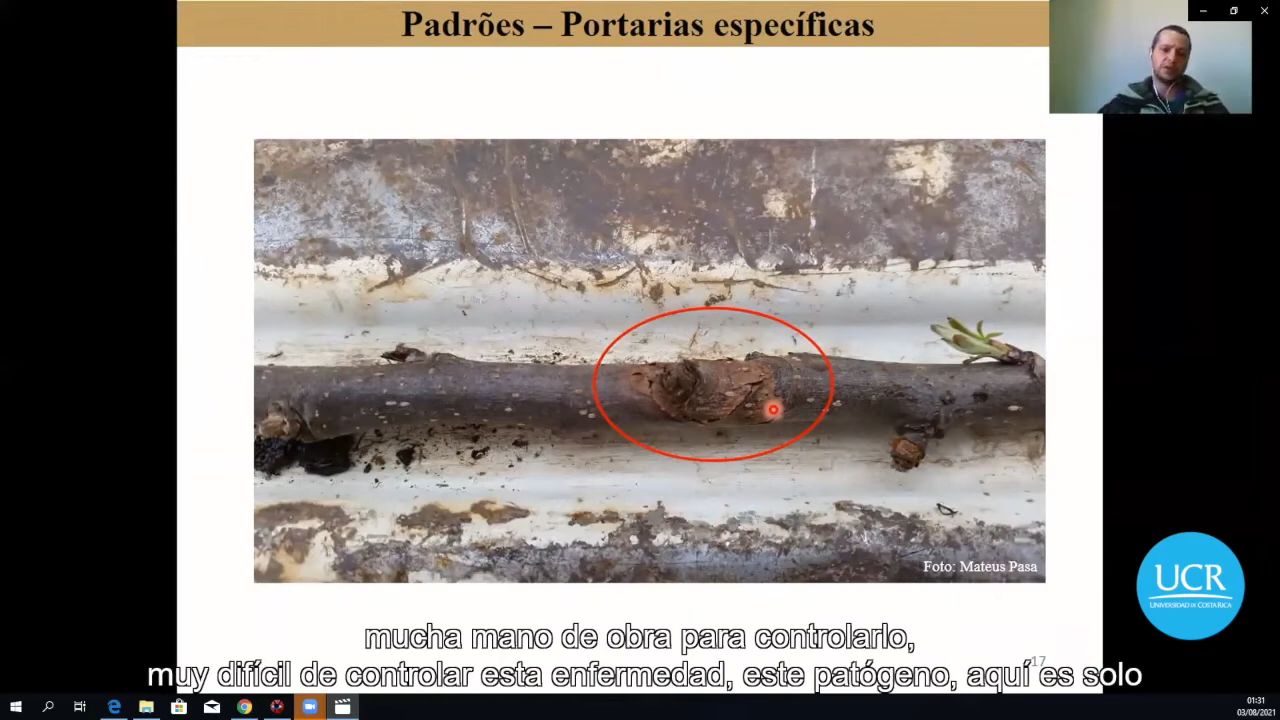 Padrões – Portarias específicas
Foto: Mateus Pasa
UCR
UNIVERSIDAD DE COSTA RICA
17
mucha mano de obra para controlarlo,
muy difícil de controlar esta enfermedad, este patógeno, aquí es solo
01:31
03/08/2021